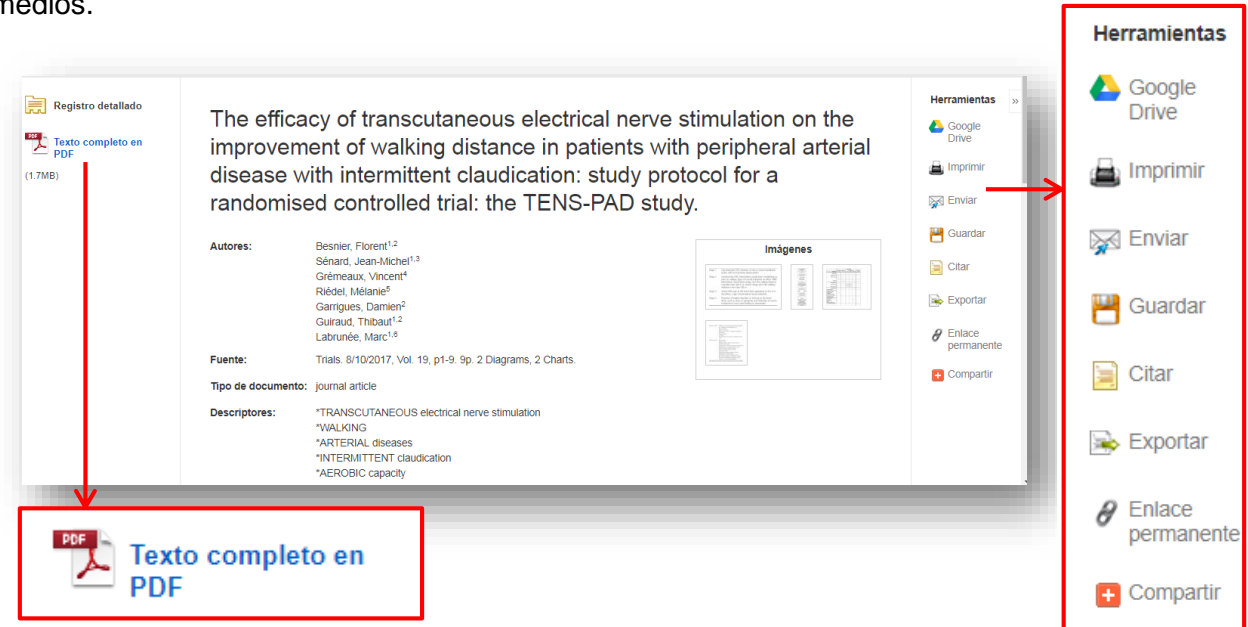 medios.
Registro detallado
Texto completo en
PDF
(1.7MB)
The efficacy of transcutaneous electrical nerve stimulation on the
improvement of walking distance in patients with peripheral arterial
disease with intermittent claudication: study protocol for a
randomised controlled trial: the TENS-PAD study.
Autores: Besnier, Florent1,2
Sénard, Jean-Michel1,3
Grémeaux, Vincent4
Riédel, Mélanie5
Garrigues, Damien2
Guiraud, Thibaut1,2
Labrunée, Marc1,6
Fuente: Trials. 8/10/2017, Vol. 19, p1-9. 9p. 2 Diagrams, 2 Charts.
Tipo de documento: journal article
Descriptores: *TRANSCUTANEOUS electrical nerve stimulation
*WALKING
*ARTERIAL diseases
*INTERMITTENT claudication
*AEROBIC capacity
Imágenes
Herramientas »
Google
Drive
Imprimir
Enviar
Guardar
Citar
Exportar
Enlace
permanente
Compartir
Herramientas
Google
Drive
Imprimir
Enviar
Guardar
Citar
Exportar
Enlace
permanente
Compartir
PDF
Texto completo en
PDF